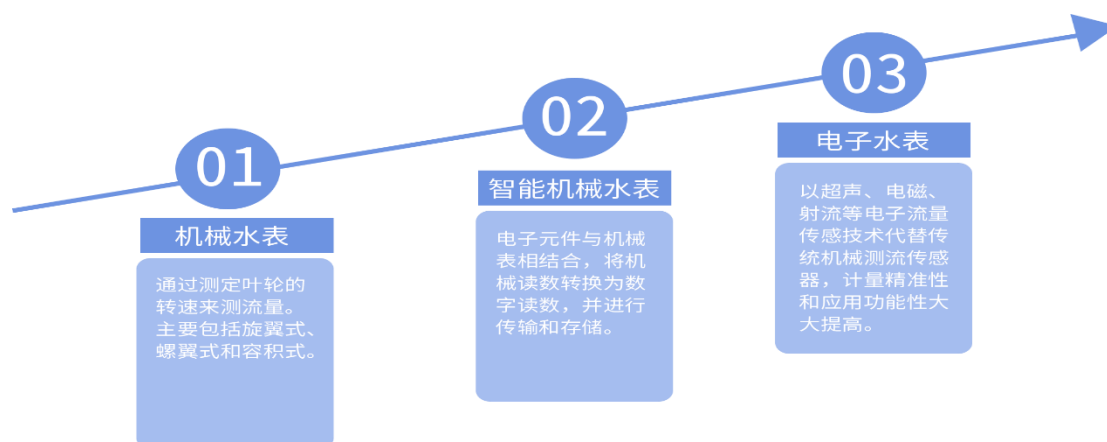 01
机械水表
通过测定叶轮的
转速来测流量。
主要包括旋翼式、
螺翼式和容积式。
02
智能机械水表
电子元件与机械
表相结合，将机
械读数转换为数
字读数，并进行
传输和存储。
03
电子水表
以超声、电磁、
射流等电子流量
传感技术代替传
统机械测流传感
器，计量精准性
和应用功能性大
大提高。